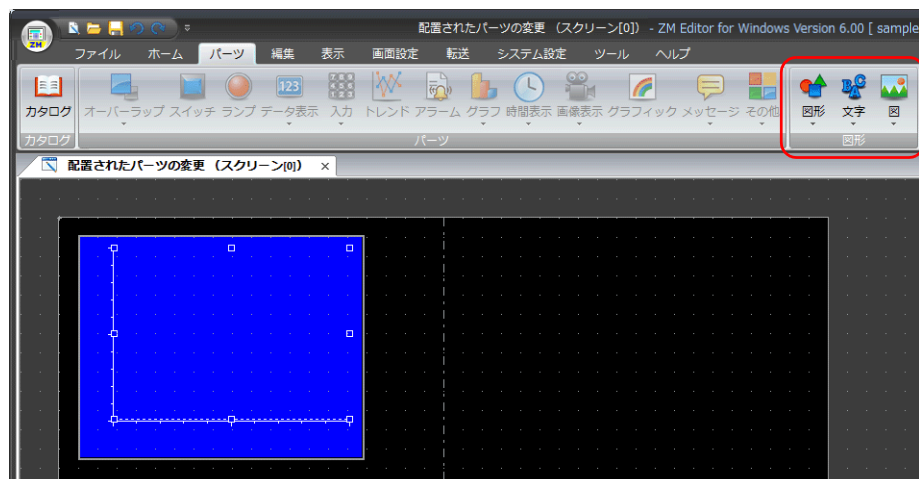 配置されたパーツの変更 (スクリーン[0]) - ZM Editor for Windows Version 6.00 [ sample
ZM
ファイル ホーム パーツ 編集 表示 画面設定 転送 システム設定 ツール ヘルプ
123 ABC
カタログ オーバーラップ スイッチ ランプ データ表示 入力 トレンド アラーム グラフ 時間表示 画像表示 グラフィック メッセージ その他 図形 文字 図
カタログ パーツ 図形
配置されたパーツの変更 (スクリーン[0]) ×